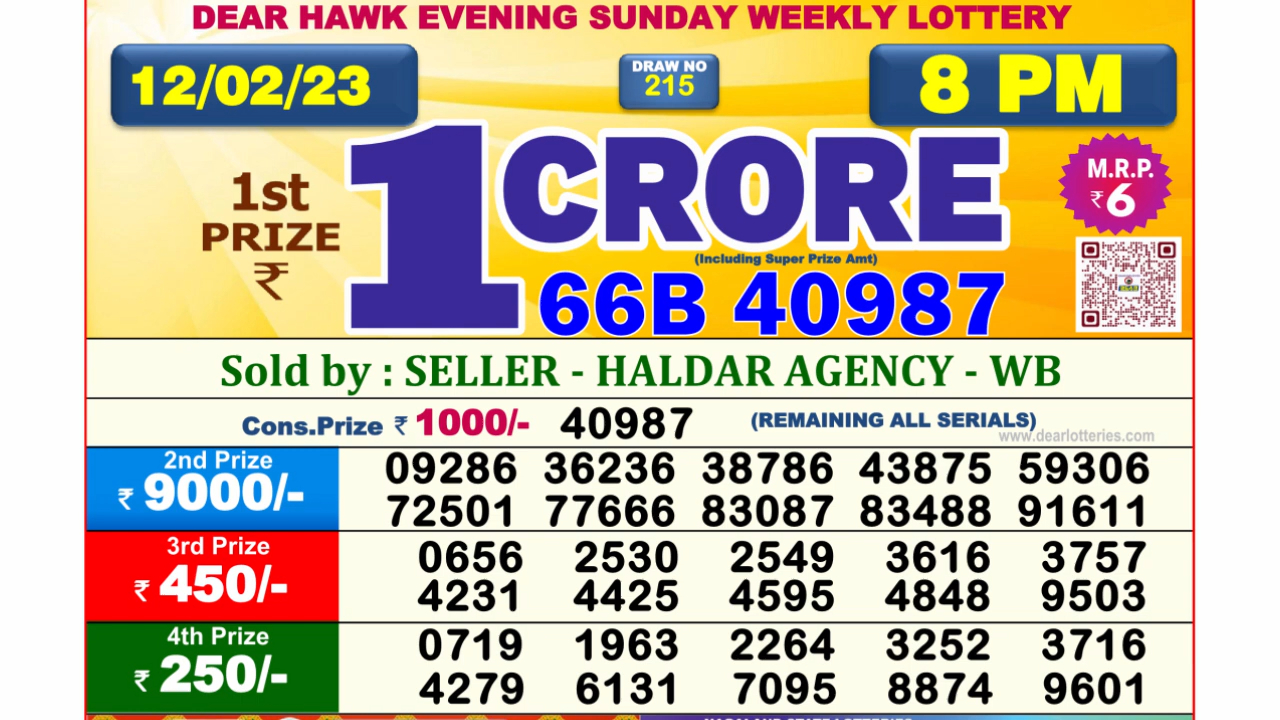 DEAR HAWK EVENING SUNDAY WEEKLY LOTTERY
12/02/23
DRAW NO
215
8 PM
1st
PRIZE
₹
1 CRORE
(Including Super Prize Amt)
66B 40987
M.R.P.
₹ 6
Sold by : SELLER - HALDAR AGENCY - WB
Cons.Prize ₹ 1000/- 40987 (REMAINING ALL SERIALS)
www.dearlotteries.com
2nd Prize
₹ 9000/-
09286 36236 38786 43875 59306
72501 77666 83087 83488 91611
3rd Prize
₹ 450/-
0656 2530 2549 3616 3757
4231 4425 4595 4848 9503
4th Prize
₹ 250/-
0719 1963 2264 3252 3716
4279 6131 7095 8874 9601